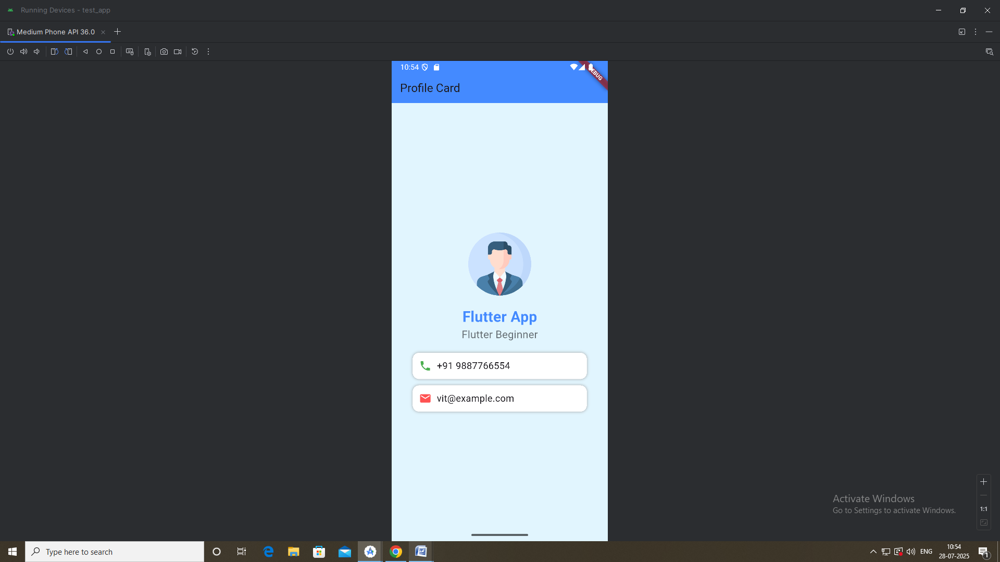 Running Devices - test_app
Medium Phone API 36.0
10:54
Profile Card
Flutter App
Flutter Beginner
+91 9887766554
vit@example.com
Activate Windows
Go to Settings to activate Windows.
1:1
Type here to search
ENG
10:54
28-07-2025
1